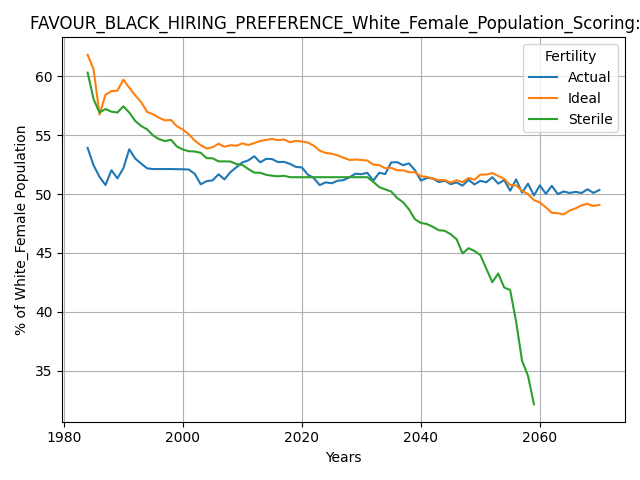 FAVOUR_BLACK_HIRING_PREFERENCE_White_Female_Population_Scoring:
Fertility
Actual
Ideal
Sterile
% of White_Female Population
60
55
50
45
40
35
1980
2000
2020
2040
2060
Years